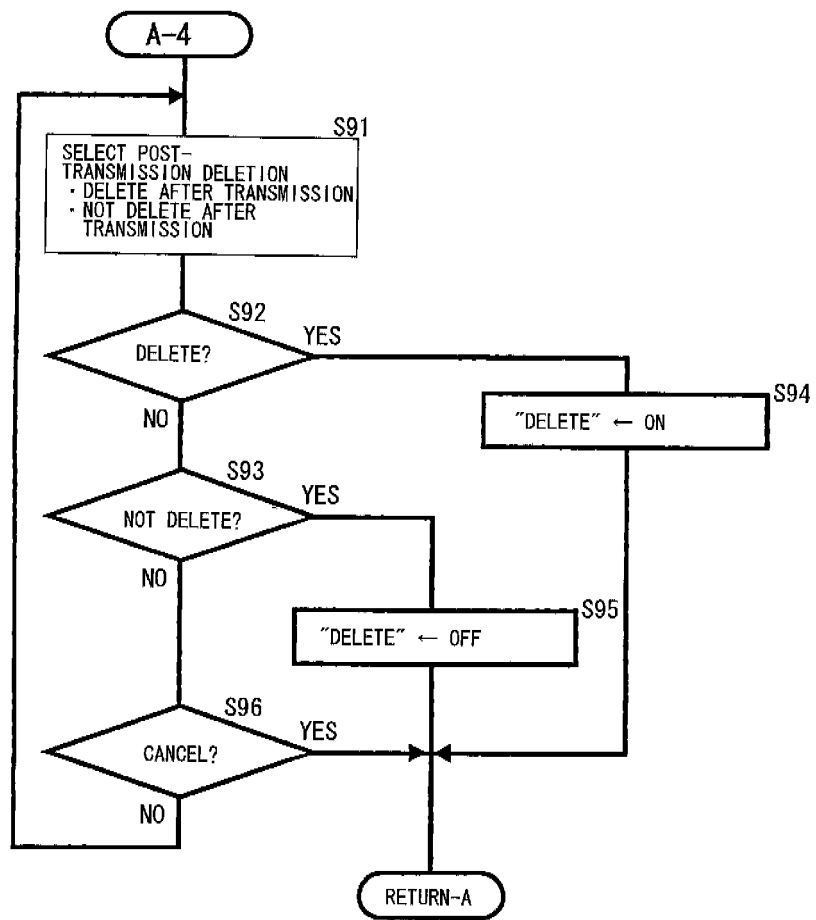 A-4
S91
SELECT POST-
TRANSMISSION DELETION
・DELETE AFTER TRANSMISSION
・NOT DELETE AFTER
TRANSMISSION
S92
DELETE?
YES
NO
S94
"DELETE" ← ON
S93
NOT DELETE?
YES
NO
S95
"DELETE" ← OFF
S96
CANCEL?
YES
NO
RETURN-A